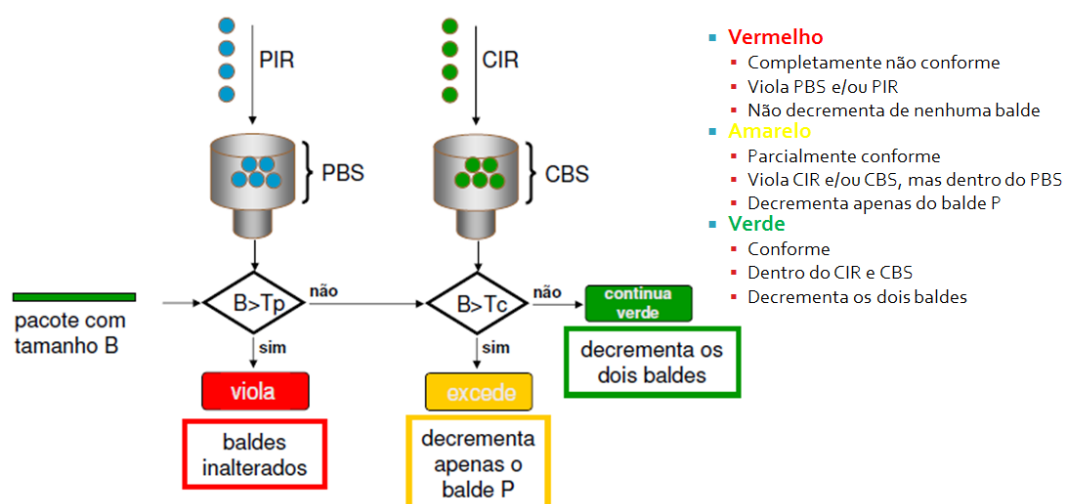 PIR
PBS
CIR
CBS
pacote com
tamanho B
B>Tp
não
sim
viola
baldes
inalterados
B>Tc
não
sim
excede
decrementa
apenas o
balde P
continua
verde
decrementa os
dois baldes
Vermelho
Completamente não conforme
Viola PBS e/ou PIR
Não decrementa de nenhuma balde
Amarelo
Parcialmente conforme
Viola CIR e/ou CBS, mas dentro do PBS
Decrementa apenas do balde P
Verde
Conforme
Dentro do CIR e CBS
Decrementa os dois baldes